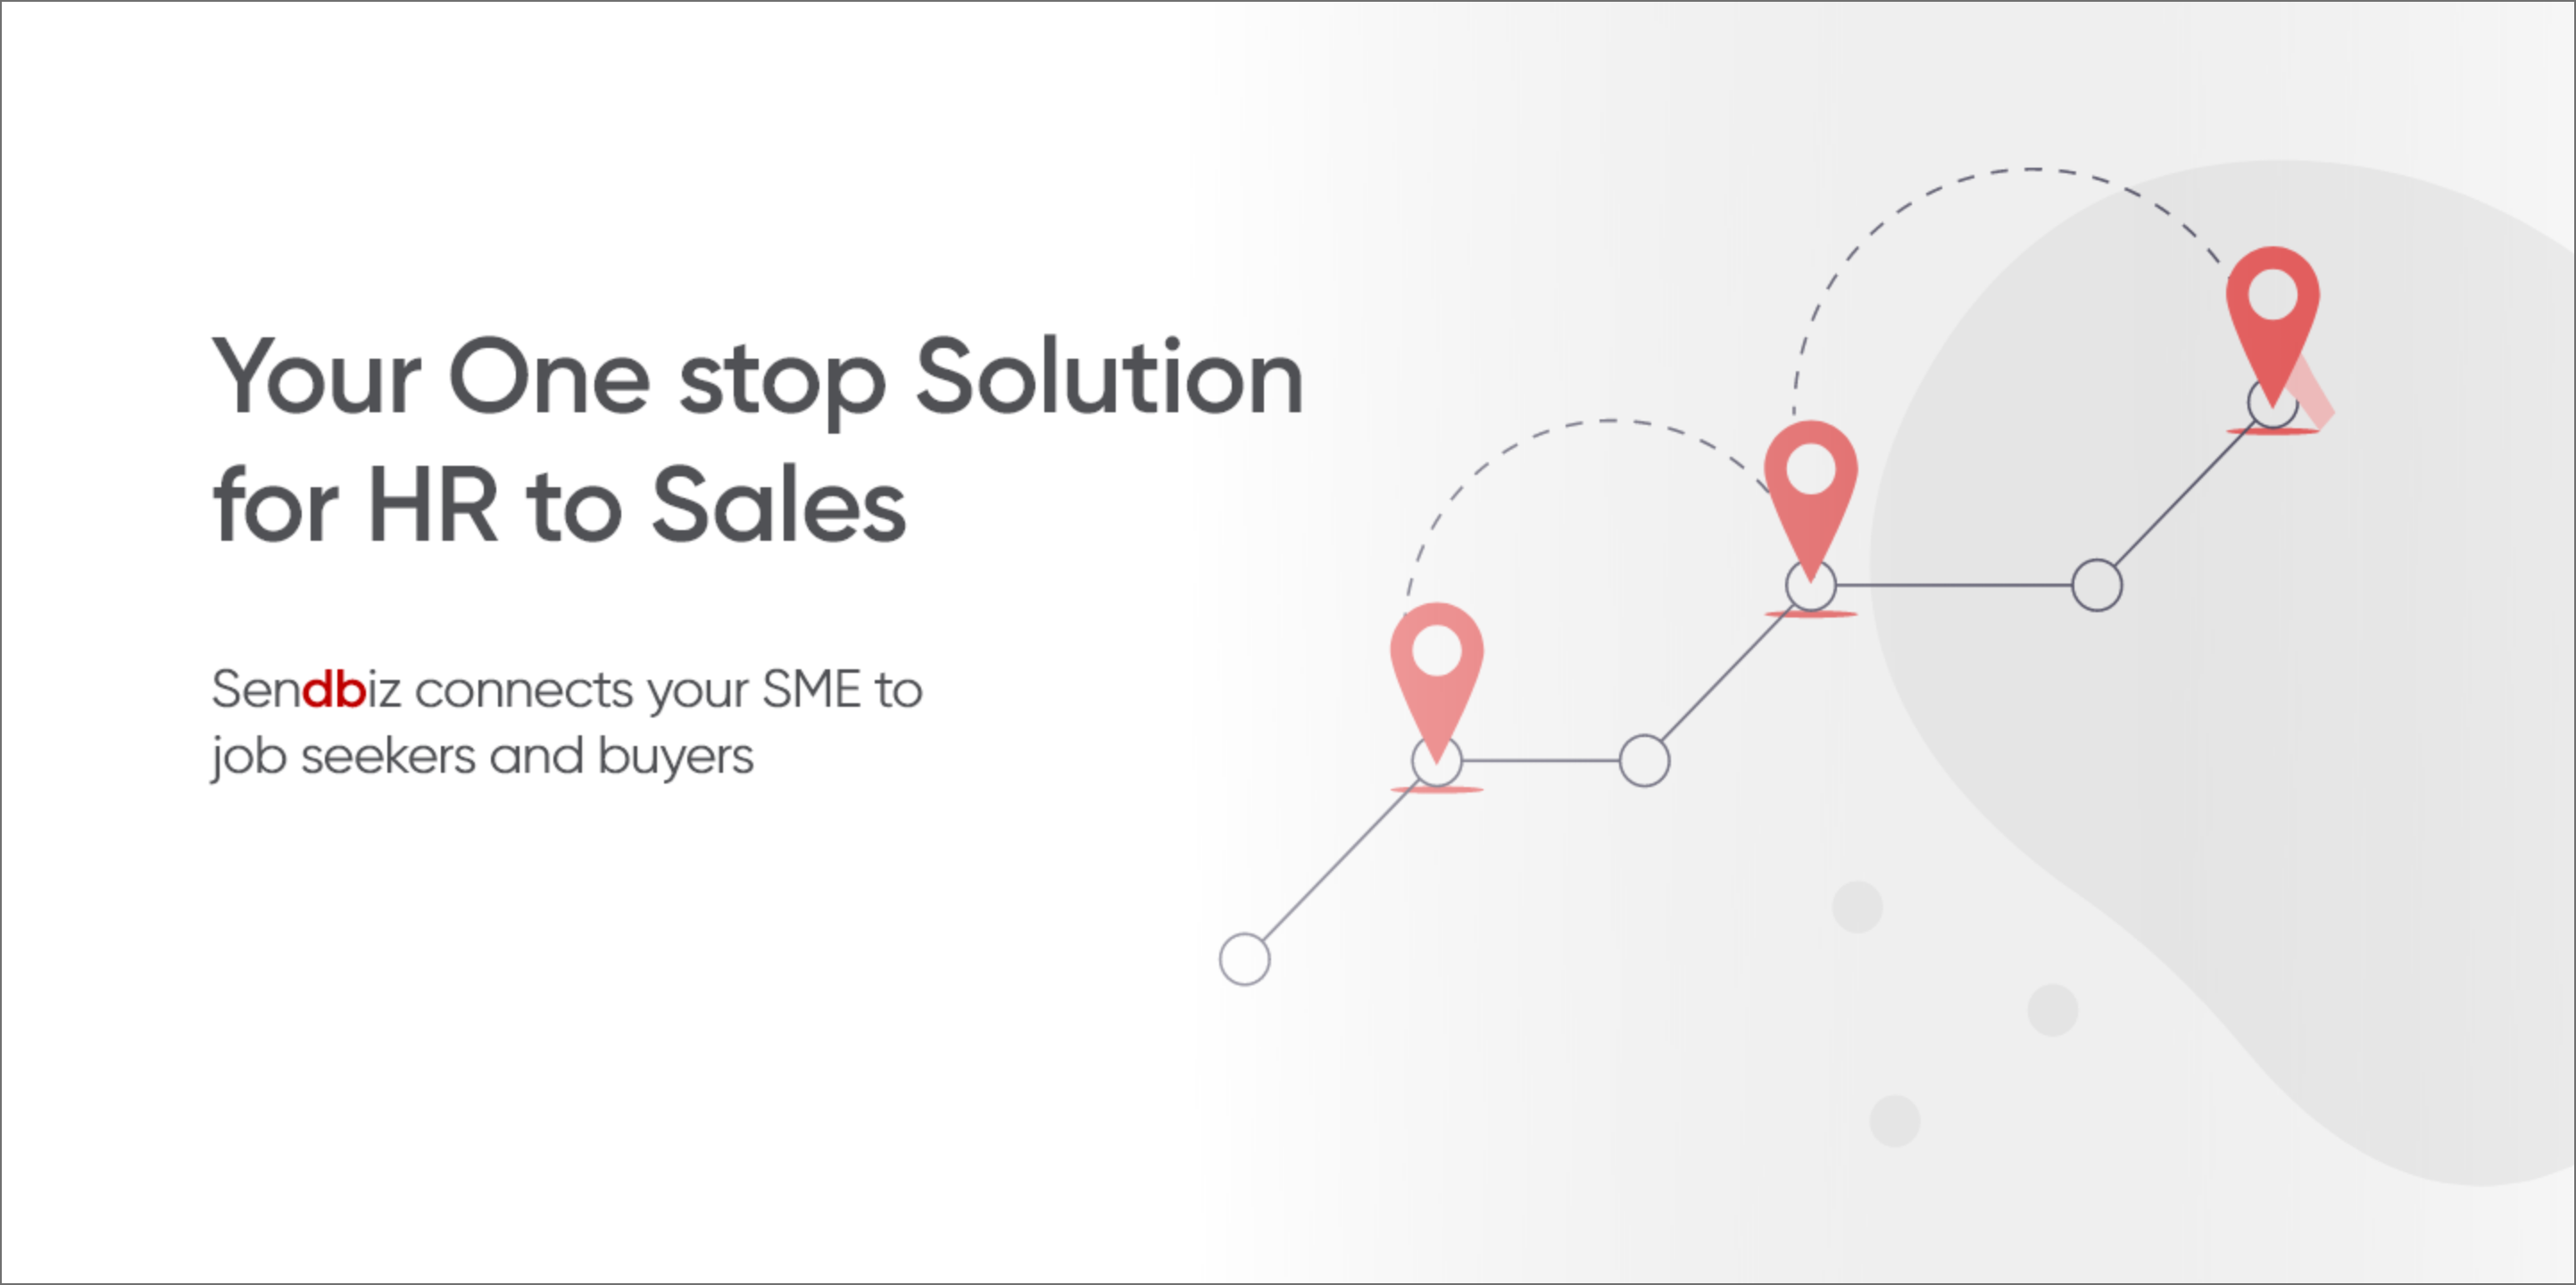 Your One stop Solution
for HR to Sales
Sendbiz connects your SME to
job seekers and buyers